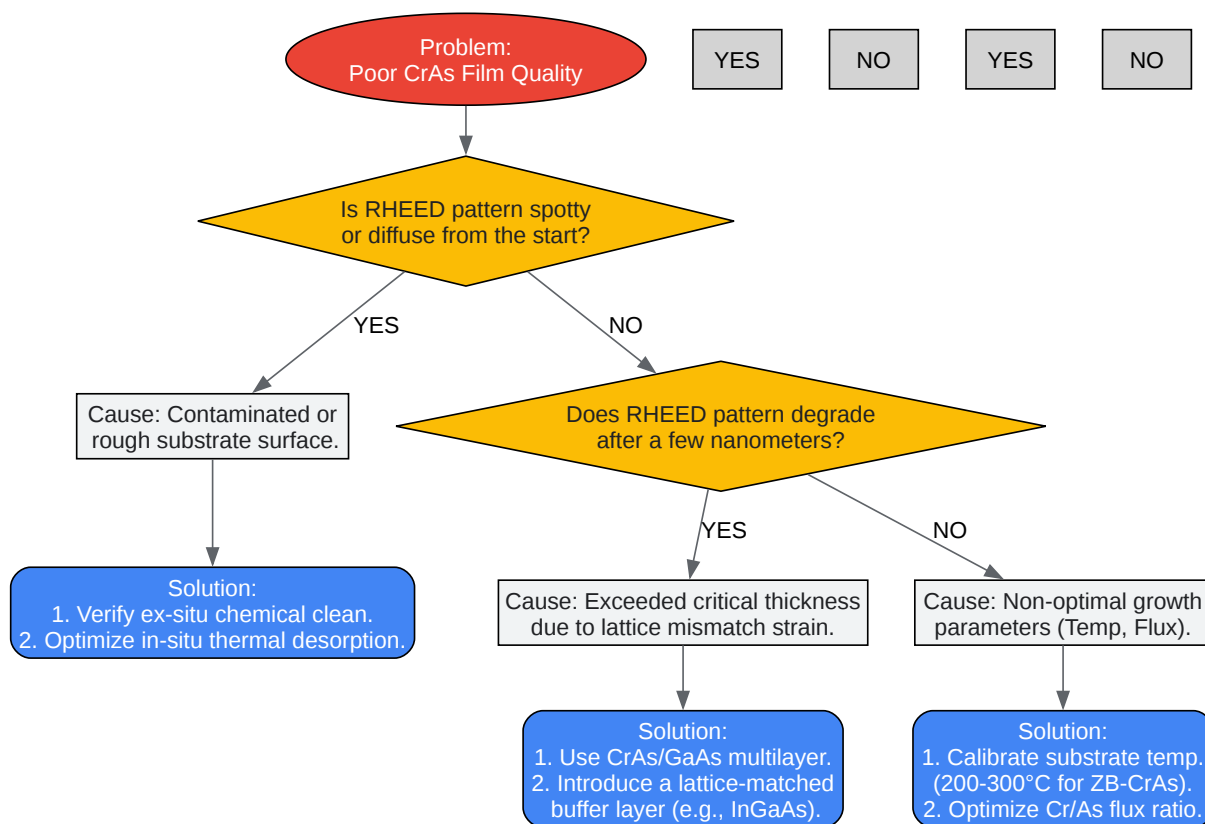 Problem:
Poor CrAs Film Quality
YES
NO
YES
NO
Is RHEED pattern spotty
or diffuse from the start?
YES
NO
Cause: Contaminated or
rough substrate surface.
Does RHEED pattern degrade
after a few nanometers?
YES
NO
Solution:
1. Verify ex-situ chemical clean.
2. Optimize in-situ thermal desorption.
Cause: Exceeded critical thickness
due to lattice mismatch strain.
Cause: Non-optimal growth
parameters (Temp, Flux).
Solution:
1. Use CrAs/GaAs multilayer.
2. Introduce a lattice-matched
buffer layer (e.g., InGaAs).
Solution:
1. Calibrate substrate temp.
(200-300°C for ZB-CrAs).
2. Optimize Cr/As flux ratio.